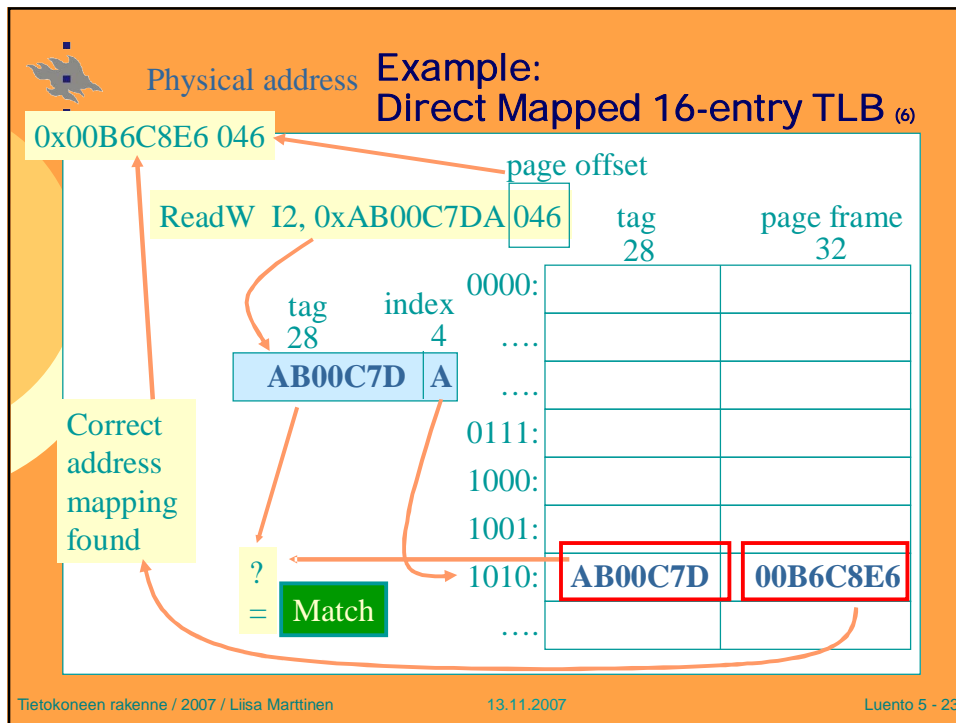 Physical address
Example:
Direct Mapped 16-entry TLB (6)
0x00B6C8E6 046
page offset
ReadW I2, 0xAB00C7DA 046
tag
28
page frame
32
tag
28
index
4
AB00C7D A
0000:
....
....
0111:
1000:
1001:
1010: AB00C7D 00B6C8E6
....
Correct
address
mapping
found
?
=
Match
Tietokoneen rakenne / 2007 / Liisa Marttinen 13.11.2007 Luento 5 - 23